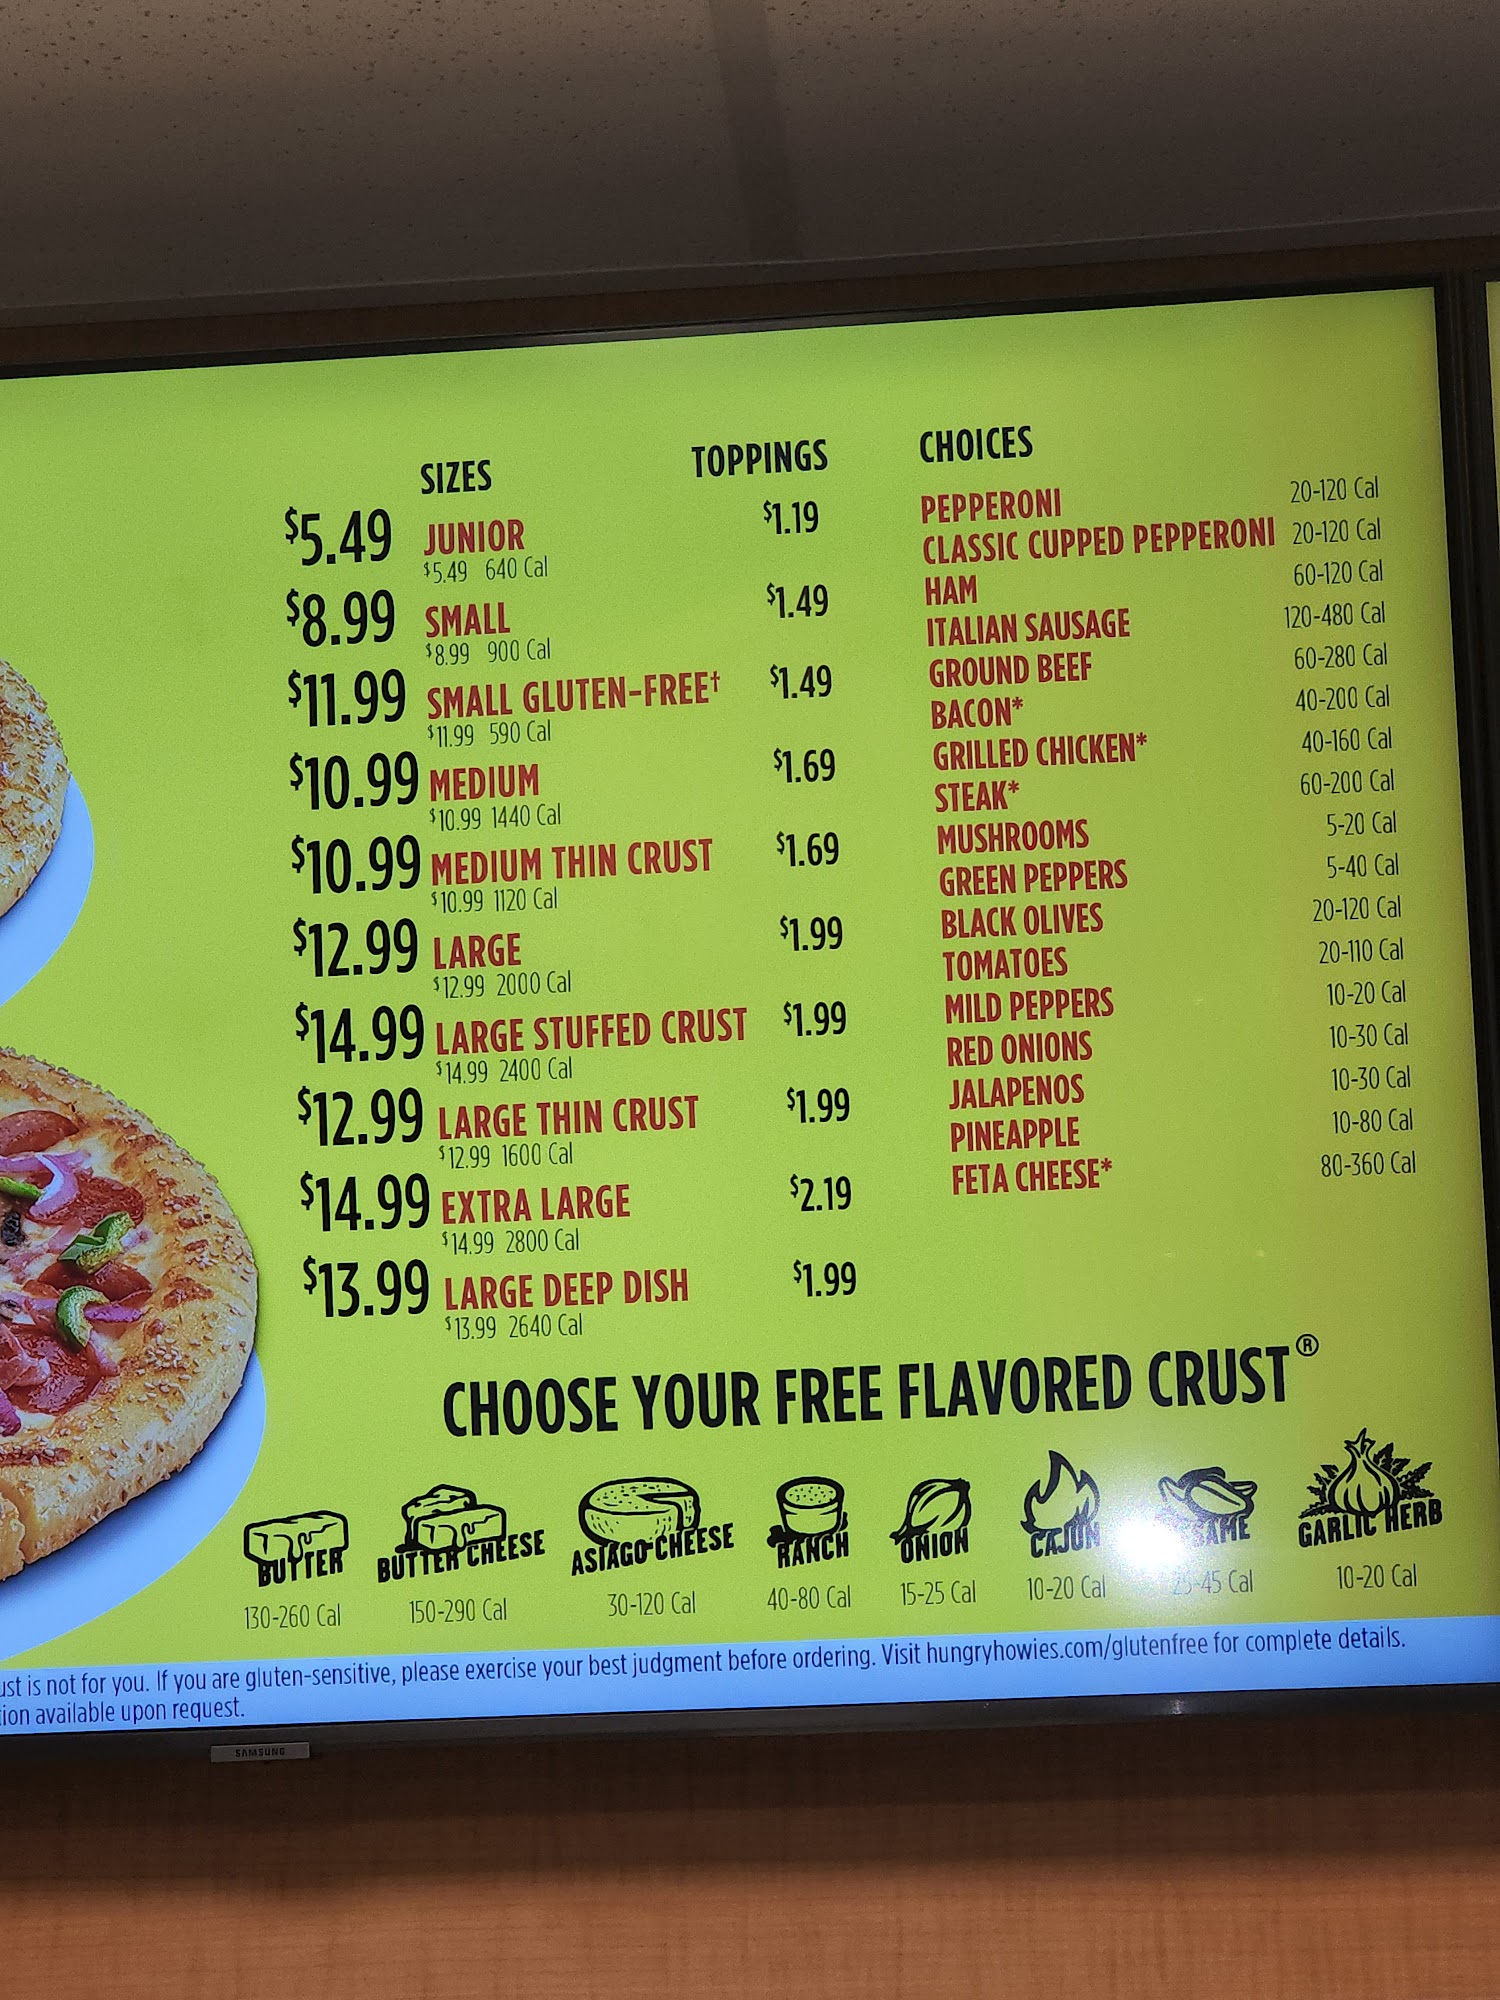 SIZES TOPPINGS CHOICES
$5.49 JUNIOR $1.19
$5.49 640 Cal
$8.99 SMALL $1.49
$8.99 900 Cal
$11.99 SMALL GLUTEN-FREE† $1.49
$11.99 590 Cal
$10.99 MEDIUM $1.69
$10.99 1440 Cal
$10.99 MEDIUM THIN CRUST $1.69
$10.99 1120 Cal
$12.99 LARGE $1.99
$12.99 2000 Cal
$14.99 LARGE STUFFED CRUST $1.99
$14.99 2400 Cal
$12.99 LARGE THIN CRUST $1.99
$12.99 1600 Cal
$14.99 EXTRA LARGE $2.19
$14.99 2800 Cal
$13.99 LARGE DEEP DISH $1.99
$13.99 2640 Cal
PEPPERONI 20-120 Cal
CLASSIC CUPPED PEPPERONI 20-120 Cal
HAM 60-120 Cal
ITALIAN SAUSAGE 120-480 Cal
GROUND BEEF 60-280 Cal
BACON* 40-200 Cal
GRILLED CHICKEN* 40-160 Cal
STEAK* 60-200 Cal
MUSHROOMS 5-20 Cal
GREEN PEPPERS 5-40 Cal
BLACK OLIVES 20-120 Cal
TOMATOES 20-110 Cal
MILD PEPPERS 10-20 Cal
RED ONIONS 10-30 Cal
JALAPENOS 10-30 Cal
PINEAPPLE 10-80 Cal
FETA CHEESE* 80-360 Cal
CHOOSE YOUR FREE FLAVORED CRUST®
BUTTER BUTTER CHEESE ASIAGO CHEESE RANCH ONION CAJUN GARLIC HERB
130-260 Cal 150-290 Cal 30-120 Cal 40-80 Cal 15-25 Cal 10-20 Cal -45 Cal 10-20 Cal
is not for you. If you are gluten-sensitive, please exercise your best judgment before ordering. Visit hungryhowies.com/glutenfree for complete details.
available upon request.
SAMSUNG